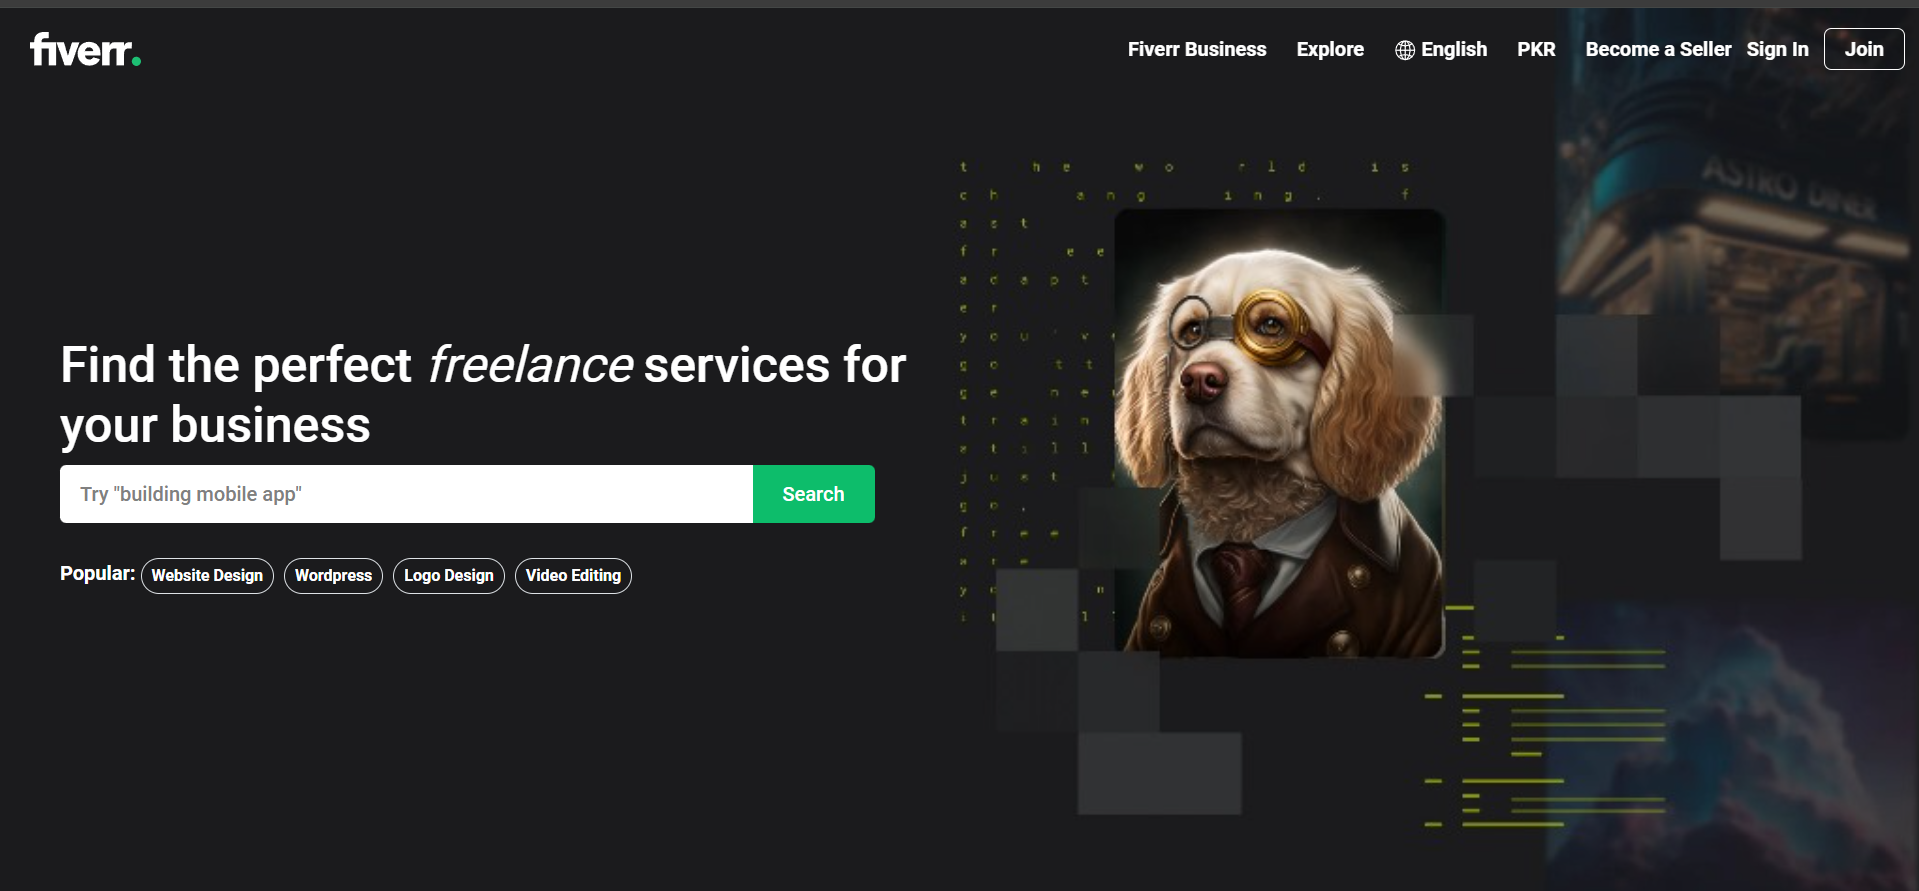 fiverr.
Fiverr Business Explore English PKR Become a Seller Sign In Join
Find the perfect freelance services for
your business
Try "building mobile app"
Search
Popular: Website Design Wordpress Logo Design Video Editing
t h e w o r l d i s
c h a n g i n g . f
a s t
f r e e
a d a p t
e r
y o u ' v
g o t t
g e n e
t r a i n
s t i l l
j u s t
g o .
f r e e
a r e
ASTRO DINER